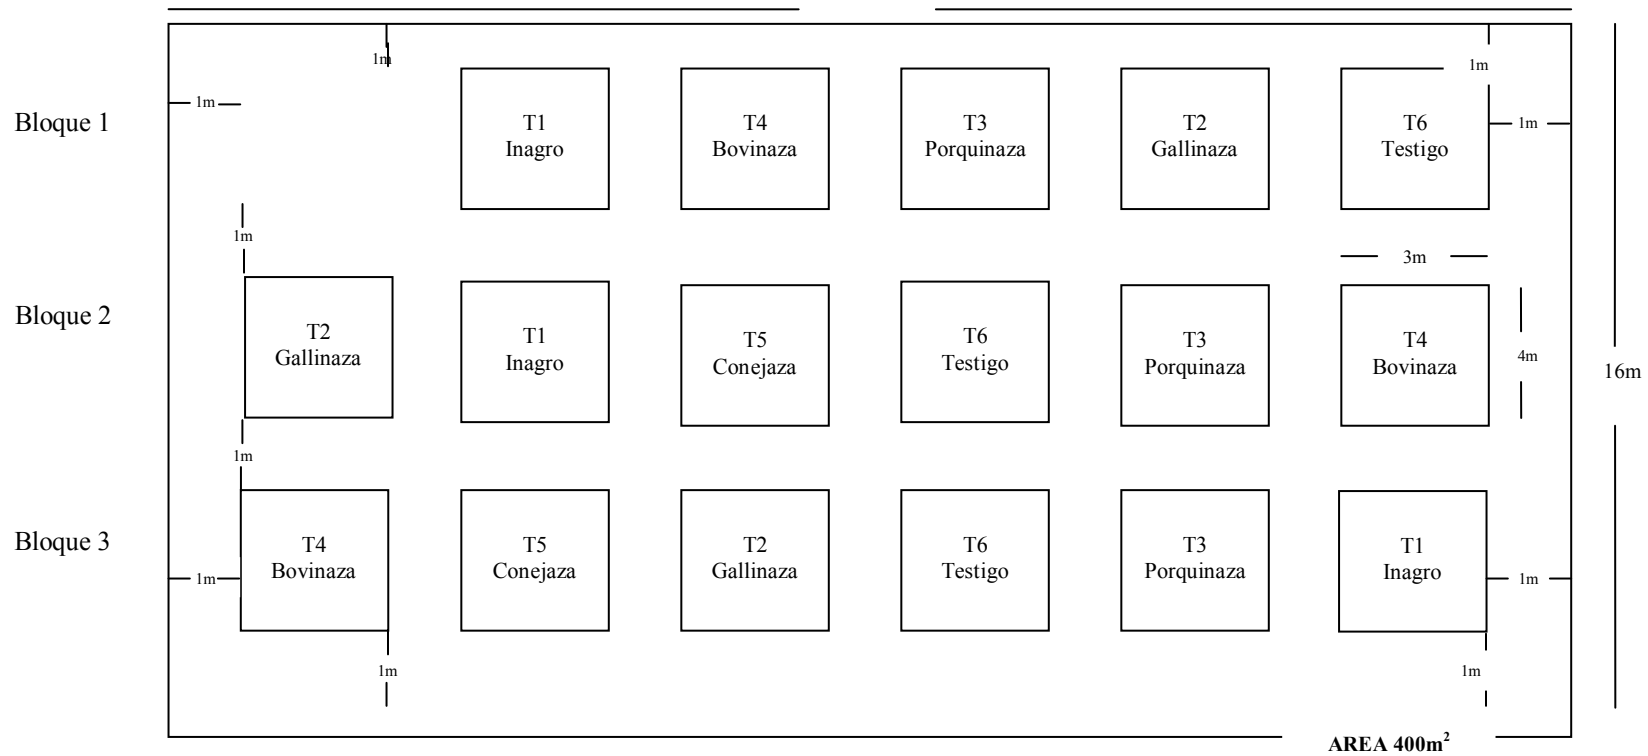 1m
1m
1m
1m
Bloque 1
T1
Inagro
T4
Bovinaza
T3
Porquinaza
T2
Gallinaza
T6
Testigo
1m
3m
Bloque 2
T2
Gallinaza
T1
Inagro
T5
Conejaza
T6
Testigo
T3
Porquinaza
T4
Bovinaza
4m
16m
1m
Bloque 3
T4
Bovinaza
T5
Conejaza
T2
Gallinaza
T6
Testigo
T3
Porquinaza
T1
Inagro
1m
1m
1m
1m
AREA 400m²